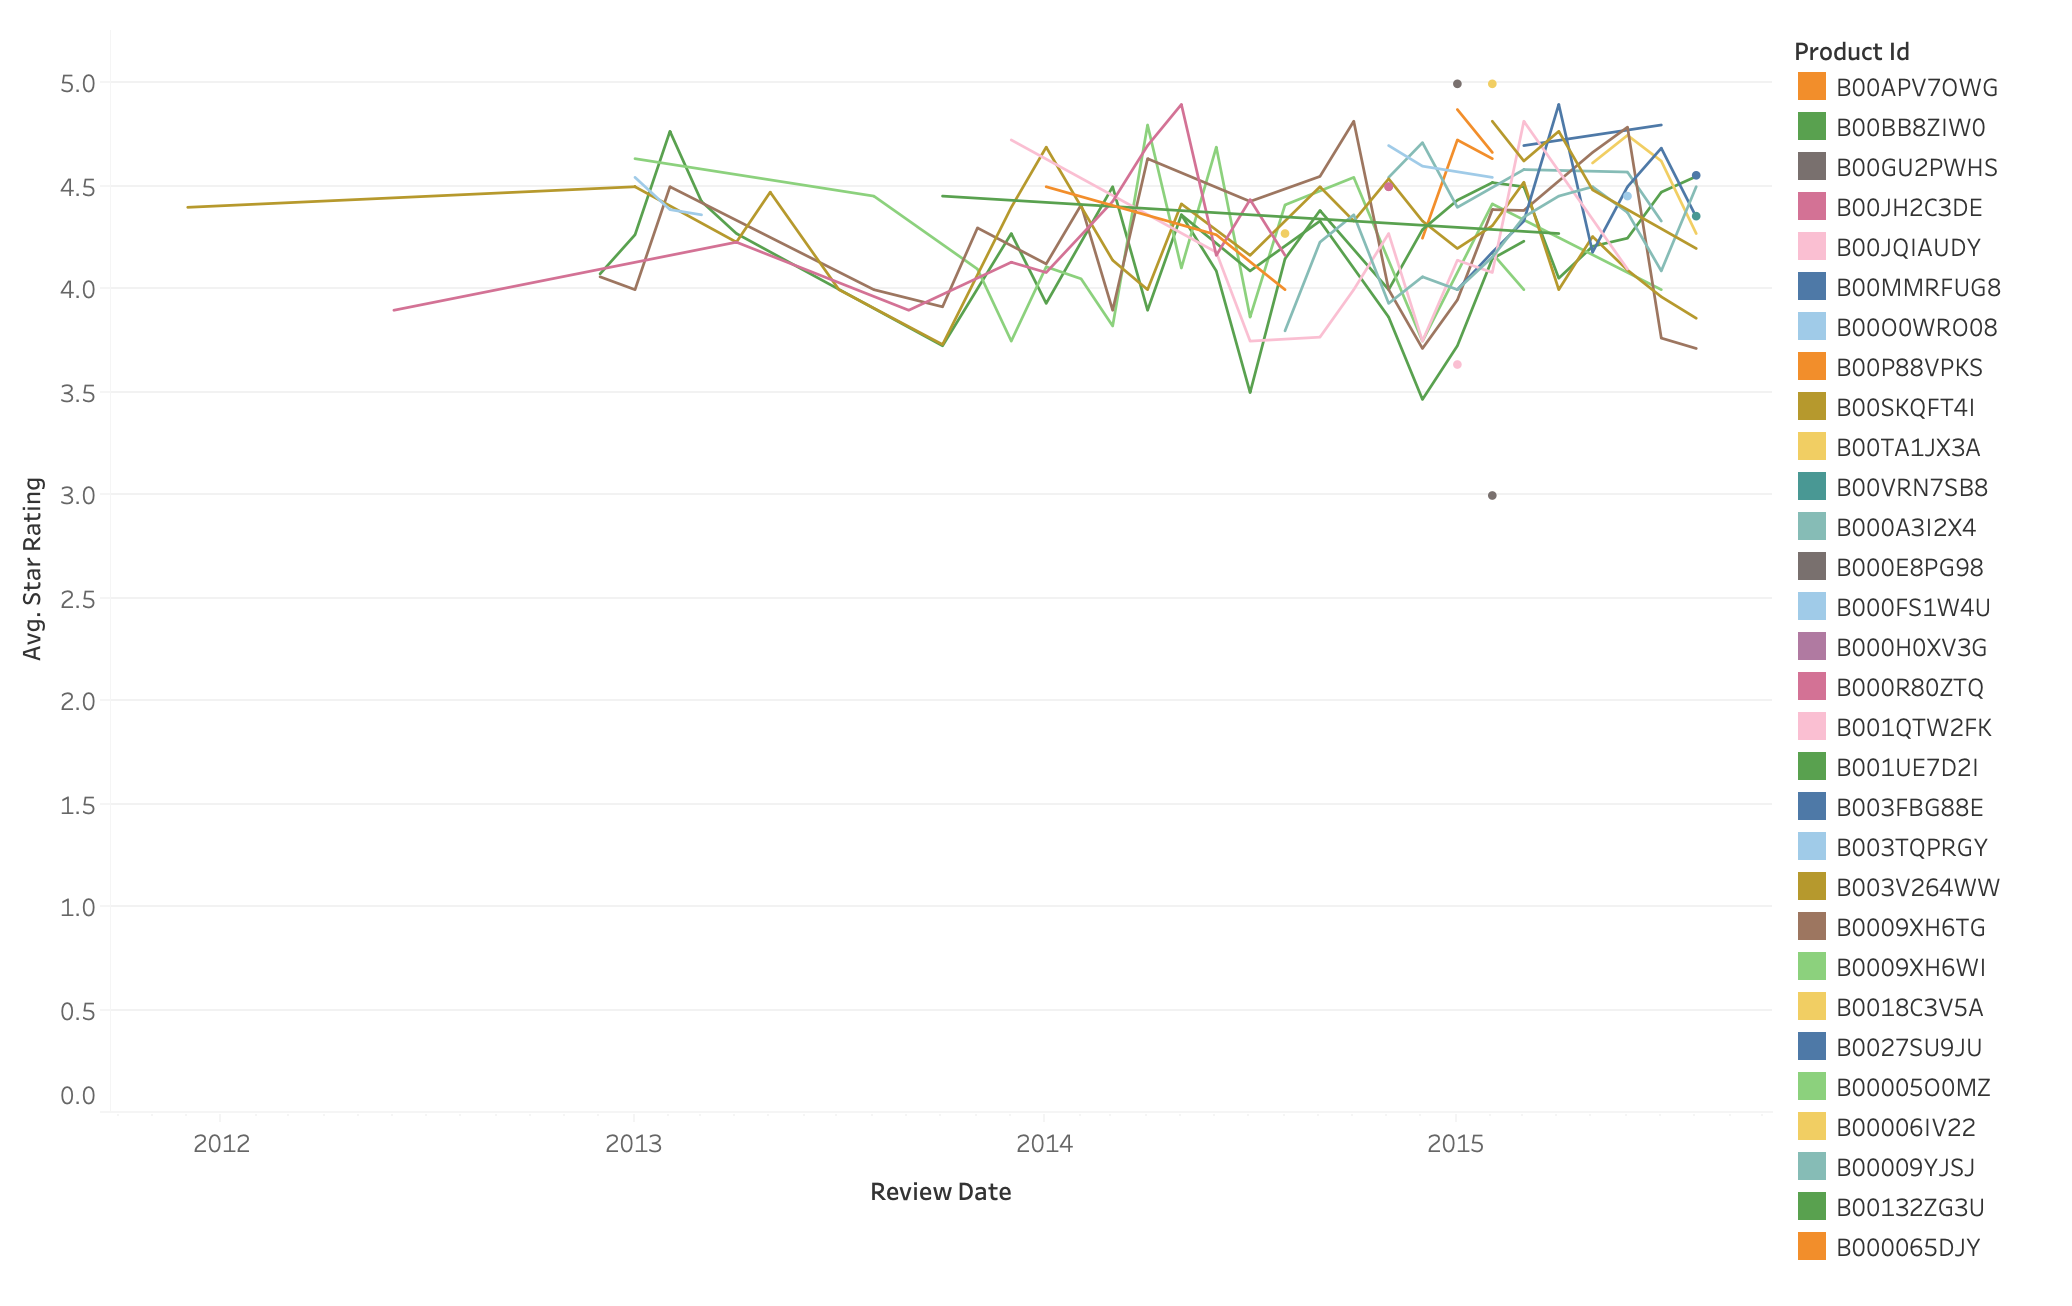 Product Id
B00APV7OWG
B00BB8ZIW0
B00GU2PWHS
B00JH2C3DE
B00JQIAUDY
B00MMRFUG8
B00O0WRO08
B00P88VPKS
B00SKQFT4I
B00TA1JX3A
B00VRN7SB8
B000A3I2X4
B000E8PG98
B000FS1W4U
B000H0XV3G
B000R80ZTQ
B001QTW2FK
B001UE7D2I
B003FBG88E
B003TQPRGY
B003V264WW
B0009XH6TG
B0009XH6WI
B0018C3V5A
B0027SU9JU
B00005O0MZ
B00006IV22
B00009YJSJ
B00132ZG3U
B000065DJY
Avg. Star Rating
5.0
4.5
4.0
3.5
3.0
2.5
2.0
1.5
1.0
0.5
0.0
2012 2013 2014 2015
Review Date